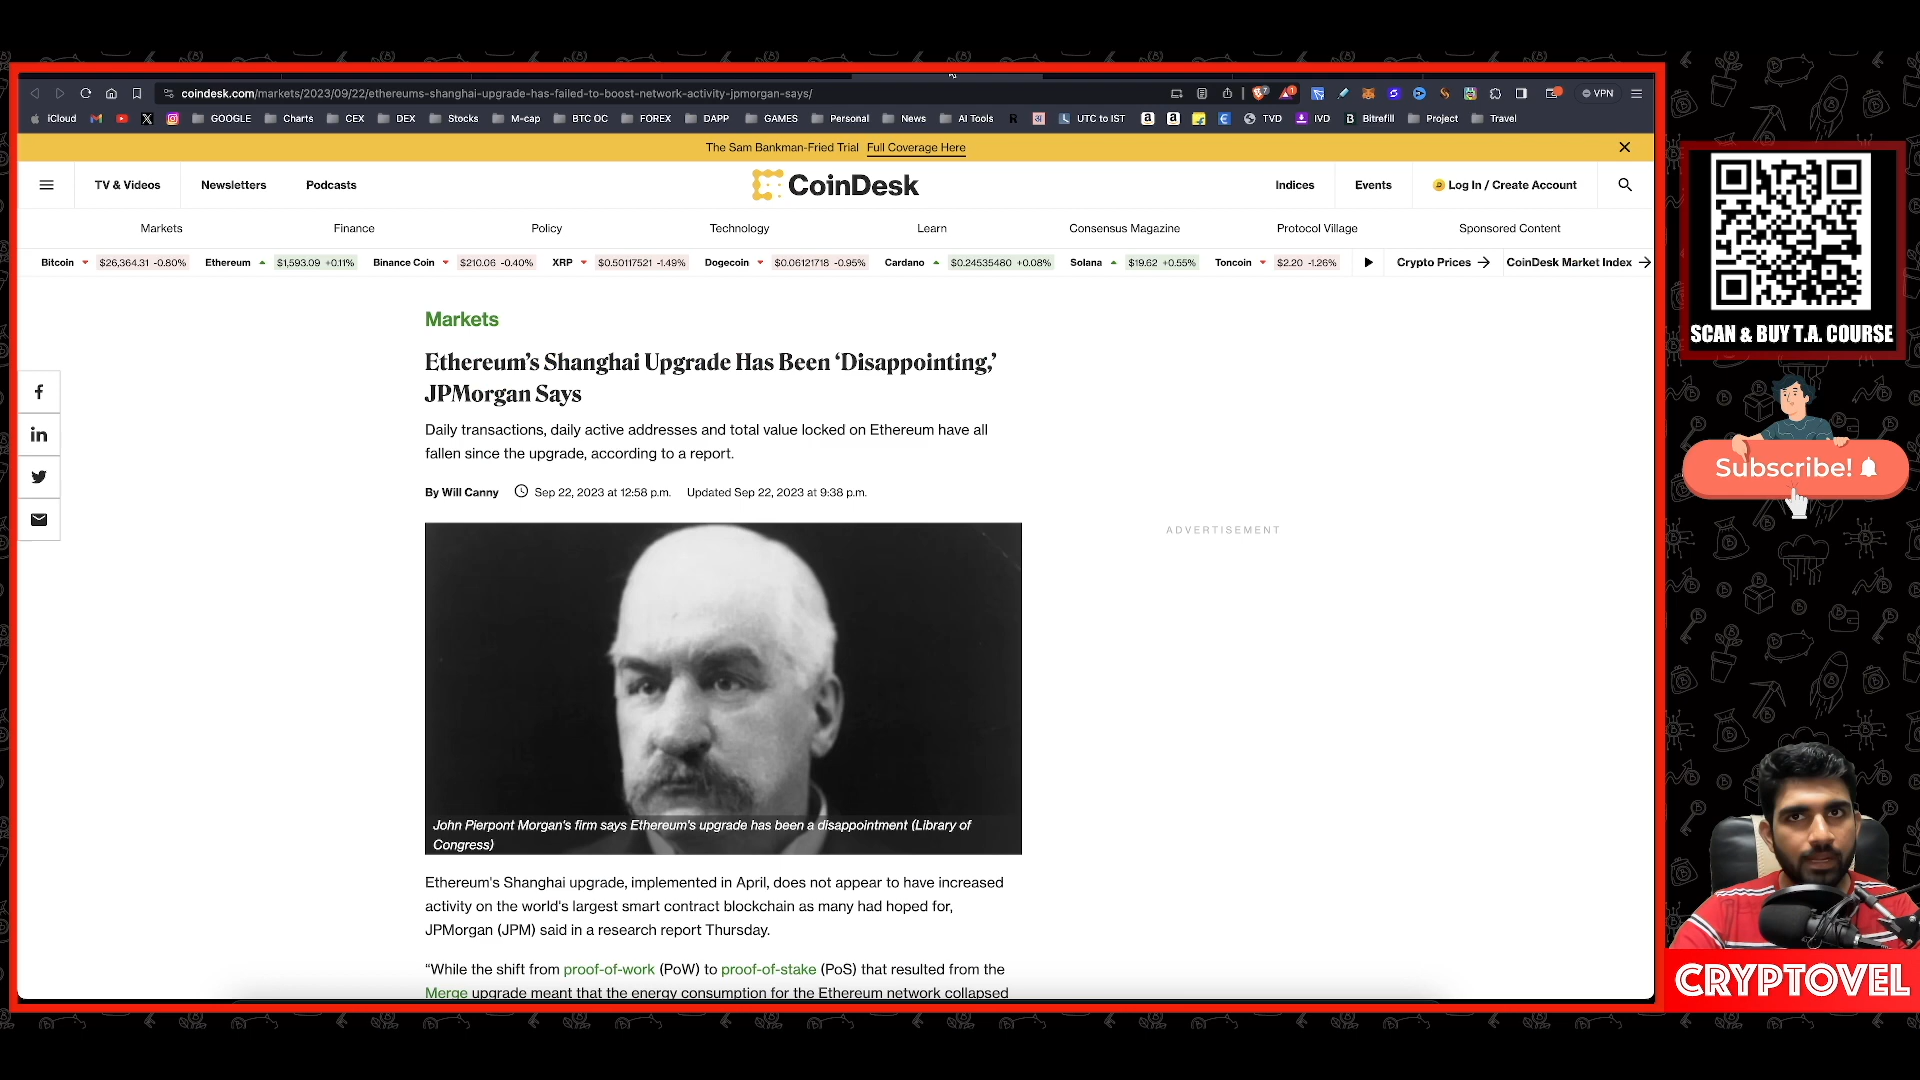 coindesk.com/markets/2023/09/22/ethereums-shanghai-upgrade-has-failed-to-boost-network-activity-jpmorgan-says/
VPN
iCloud GOOGLE Charts CEX DEX Stocks M-cap BTC OC FOREX DAPP GAMES Personal News AI Tools R UTC to IST TVD IVD Bitrefill Project Travel
The Sam Bankman-Fried Trial Full Coverage Here
TV & Videos Newsletters Podcasts CoinDesk Indices Events Log In / Create Account
Markets Finance Policy Technology Learn Consensus Magazine Protocol Village Sponsored Content
Bitcoin $26,364.31 -0.80% Ethereum $1,593.09 +0.11% Binance Coin $210.06 -0.40% XRP $0.50117521 -1.49% Dogecoin $0.06121718 -0.95% Cardano $0.24535480 +0.08% Solana $19.62 +0.55% Toncoin $2.20 -1.26% Crypto Prices CoinDesk Market Index
Markets
Ethereum’s Shanghai Upgrade Has Been ‘Disappointing,’
JPMorgan Says
Daily transactions, daily active addresses and total value locked on Ethereum have all
fallen since the upgrade, according to a report.
By Will Canny Sep 22, 2023 at 12:58 p.m. Updated Sep 22, 2023 at 9:38 p.m.
ADVERTISEMENT
John Pierpont Morgan's firm says Ethereum's upgrade has been a disappointment (Library of
Congress)
Ethereum's Shanghai upgrade, implemented in April, does not appear to have increased
activity on the world's largest smart contract blockchain as many had hoped for,
JPMorgan (JPM) said in a research report Thursday.
“While the shift from proof-of-work (PoW) to proof-of-stake (PoS) that resulted from the
Merge upgrade meant that the energy consumption for the Ethereum network collapsed
SCAN & BUY T.A. COURSE
Subscribe!
CRYPTOVEL